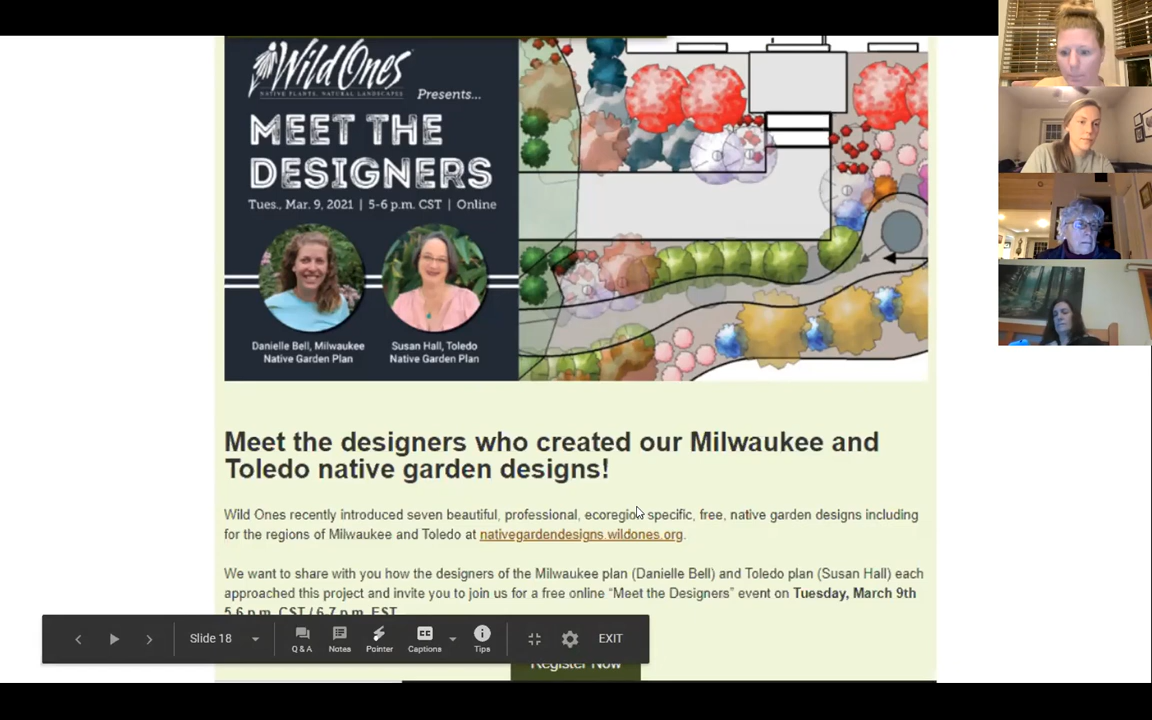 Wild Ones
NATIVE PLANTS, NATURAL LANDSCAPES
Presents...
MEET THE
DESIGNERS
Tues., Mar. 9, 2021 | 5-6 p.m. CST | Online
Danielle Bell, Milwaukee
Native Garden Plan
Susan Hall, Toledo
Native Garden Plan
Meet the designers who created our Milwaukee and
Toledo native garden designs!
Wild Ones recently introduced seven beautiful, professional, ecoregion specific, free, native garden designs including
for the regions of Milwaukee and Toledo at nativegardendesigns.wildones.org.
We want to share with you how the designers of the Milwaukee plan (Danielle Bell) and Toledo plan (Susan Hall) each
approached this project and invite you to join us for a free online “Meet the Designers” event on Tuesday, March 9th
5-6 p.m. CST / 6-7 p.m. EST.
Slide 18
Q & A
Notes
Pointer
Captions
Tips
EXIT
Register Now